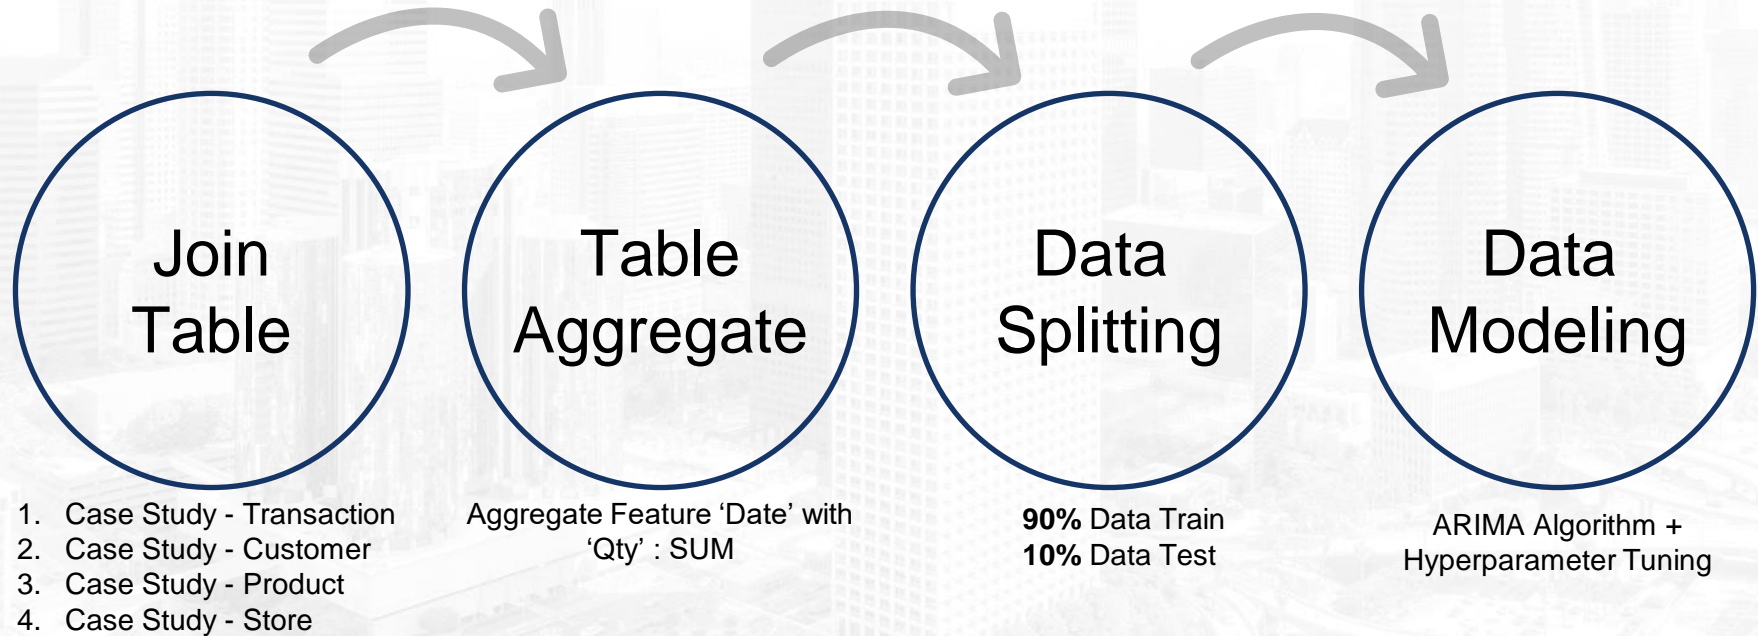 Join
Table
1. Case Study - Transaction
2. Case Study - Customer
3. Case Study - Product
4. Case Study - Store
Table
Aggregate
Aggregate Feature ‘Date’ with
‘Qty’ : SUM
Data
Splitting
90% Data Train
10% Data Test
Data
Modeling
ARIMA Algorithm +
Hyperparameter Tuning